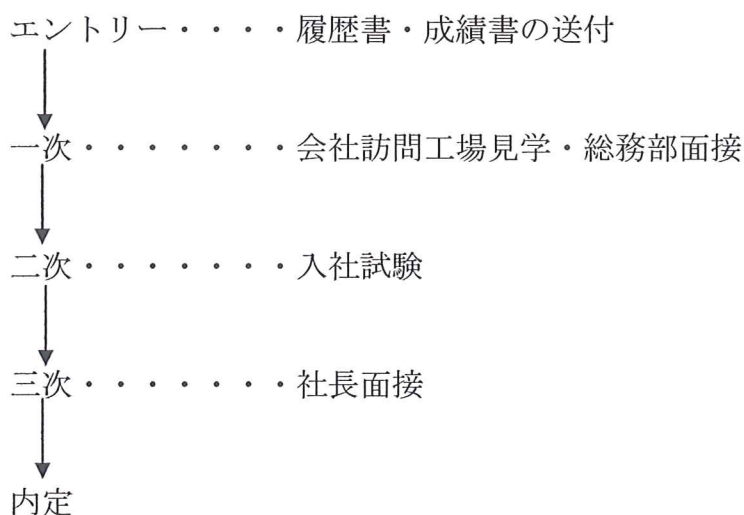 エントリー・・・・履歴書・成績書の送付
一次・・・・・・・会社訪問工場見学・総務部面接
二次・・・・・・・入社試験
三次・・・・・・・社長面接
内定